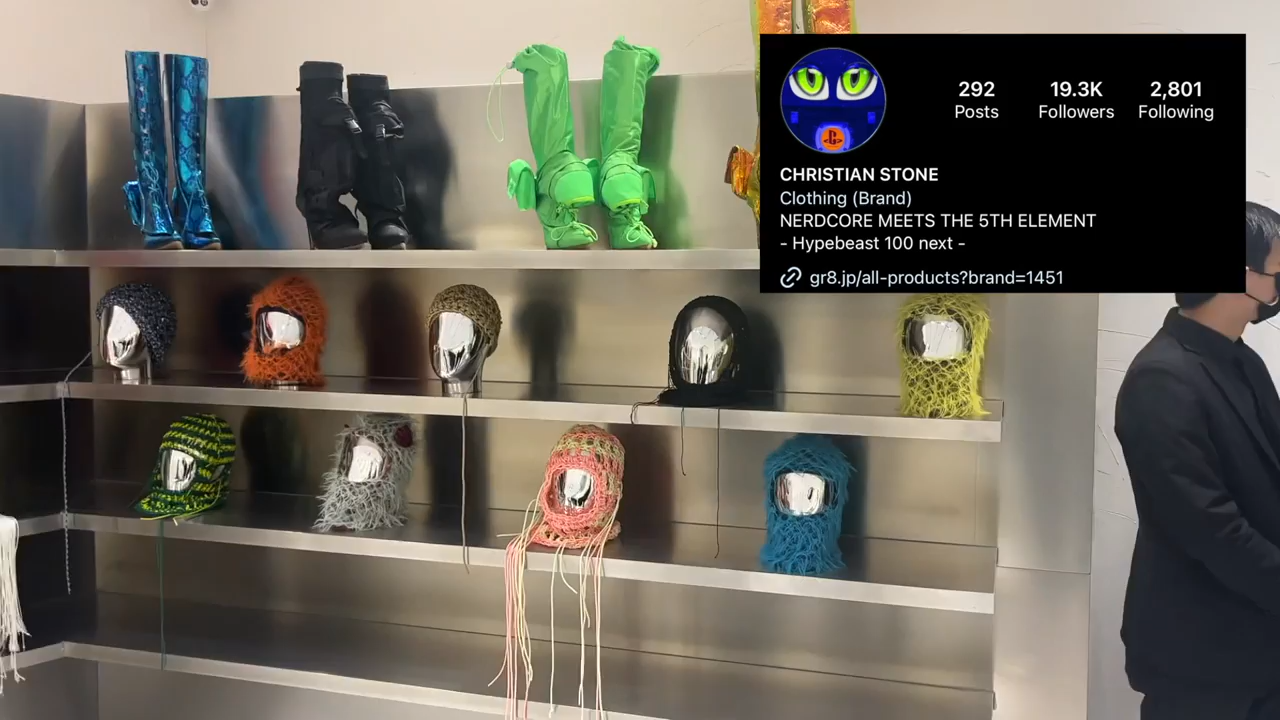 292
Posts
19.3K
Followers
2,801
Following
CHRISTIAN STONE
Clothing (Brand)
NERDCORE MEETS THE 5TH ELEMENT
- Hypebeast 100 next -
gr8.jp/all-products?brand=1451